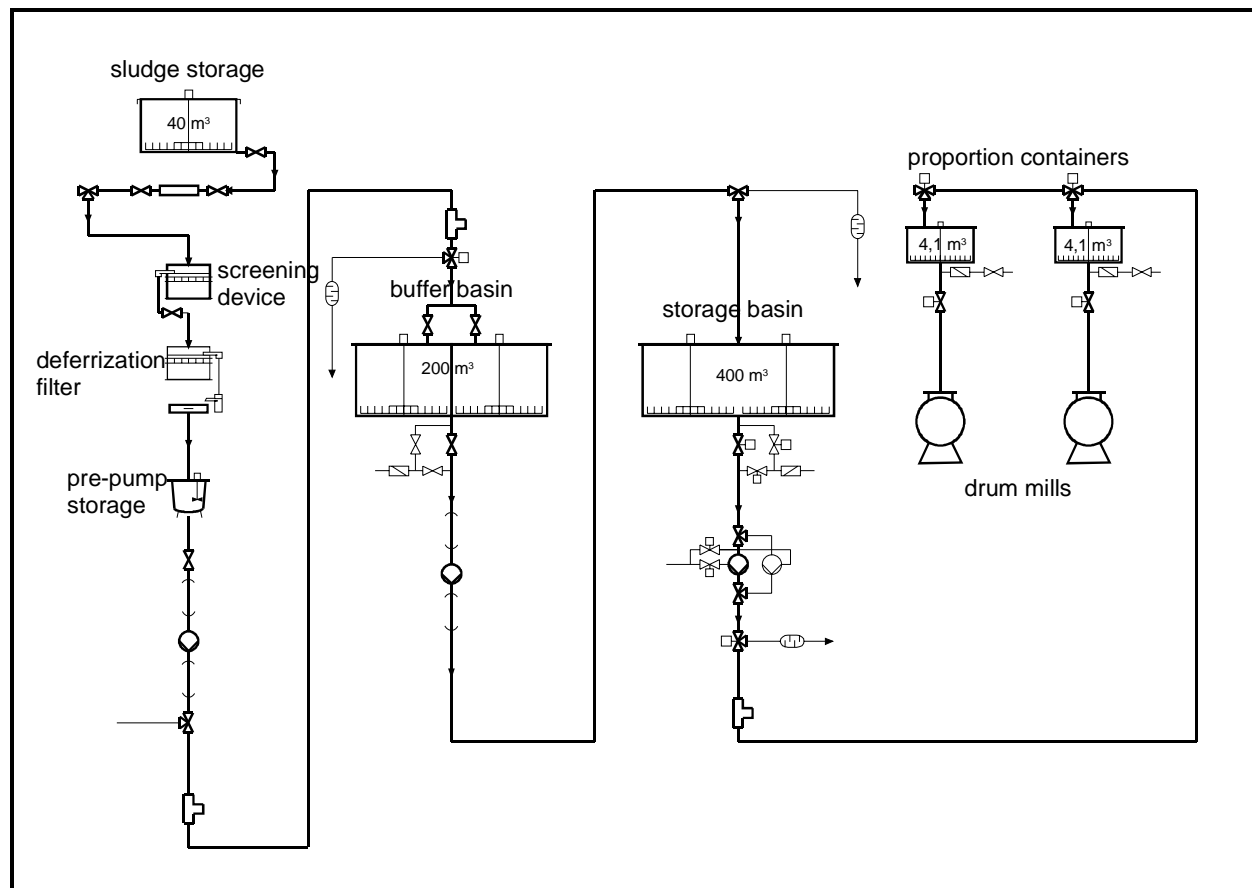 sludge storage
40 m³
proportion containers
4,1 m³
4,1 m³
screening
device
buffer basin
storage basin
deferrization
filter
200 m³
400 m³
pre-pump
storage
drum mills